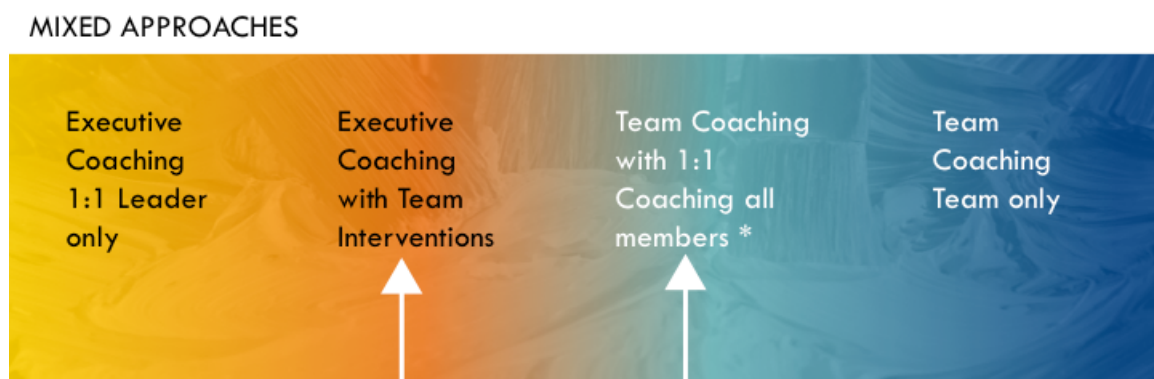 MIXED APPROACHES
Executive
Coaching
1:1 Leader
only
Executive
Coaching
with Team
Interventions
Team Coaching
with 1:1
Coaching all
members *
Team
Coaching
Team only